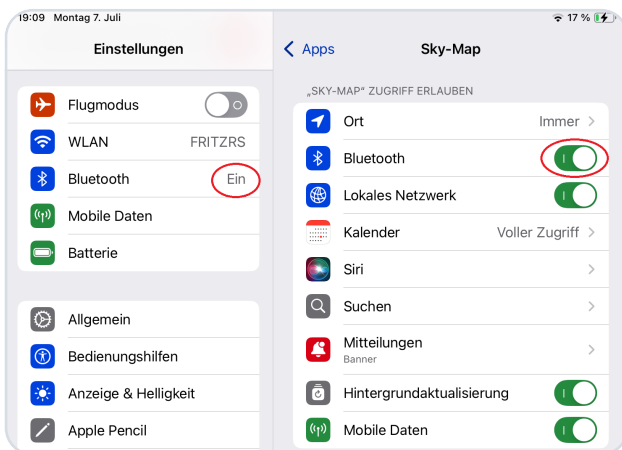 19:09 Montag 7. Juli
17 %
Einstellungen
Flugmodus
WLAN FRITZRS
Bluetooth Ein
Mobile Daten
Batterie
Allgemein
Bedienungshilfen
Anzeige & Helligkeit
Apple Pencil
Apps
Sky-Map
„SKY-MAP“ ZUGRIFF ERLAUBEN
Ort Immer
Bluetooth
Lokales Netzwerk
Kalender Voller Zugriff
Siri
Suchen
Mitteilungen
Banner
Hintergrundaktualisierung
Mobile Daten